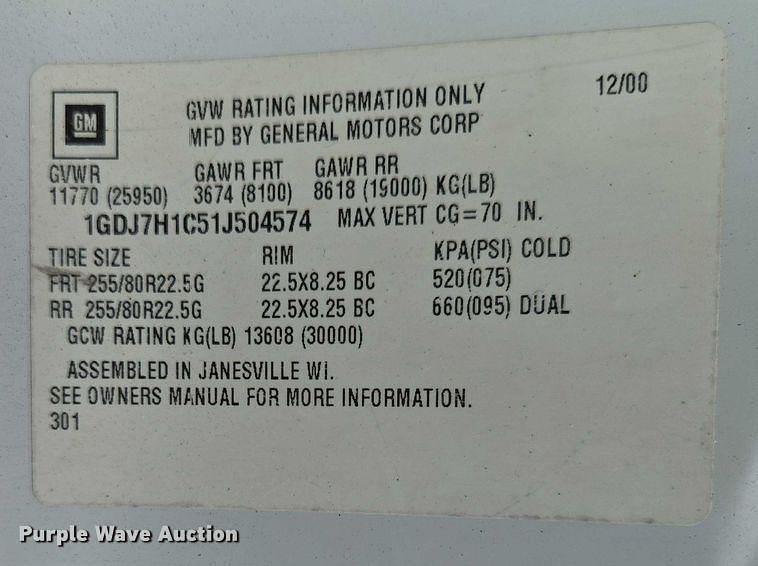 GM
GVW RATING INFORMATION ONLY 12/00
MFD BY GENERAL MOTORS CORP
GVWR GAWR FRT GAWR RR
11770 (25950) 3674 (8100) 8618 (19000) KG(LB)
1GDJ7H1C51J504574 MAX VERT CG=70 IN.
TIRE SIZE RIM KPA(PSI) COLD
FRT 255/80R22.5G 22.5X8.25 BC 520(075)
RR 255/80R22.5G 22.5X8.25 BC 660(095) DUAL
GCW RATING KG(LB) 13608 (30000)
ASSEMBLED IN JANESVILLE WI.
SEE OWNERS MANUAL FOR MORE INFORMATION.
301
Purple Wave Auction